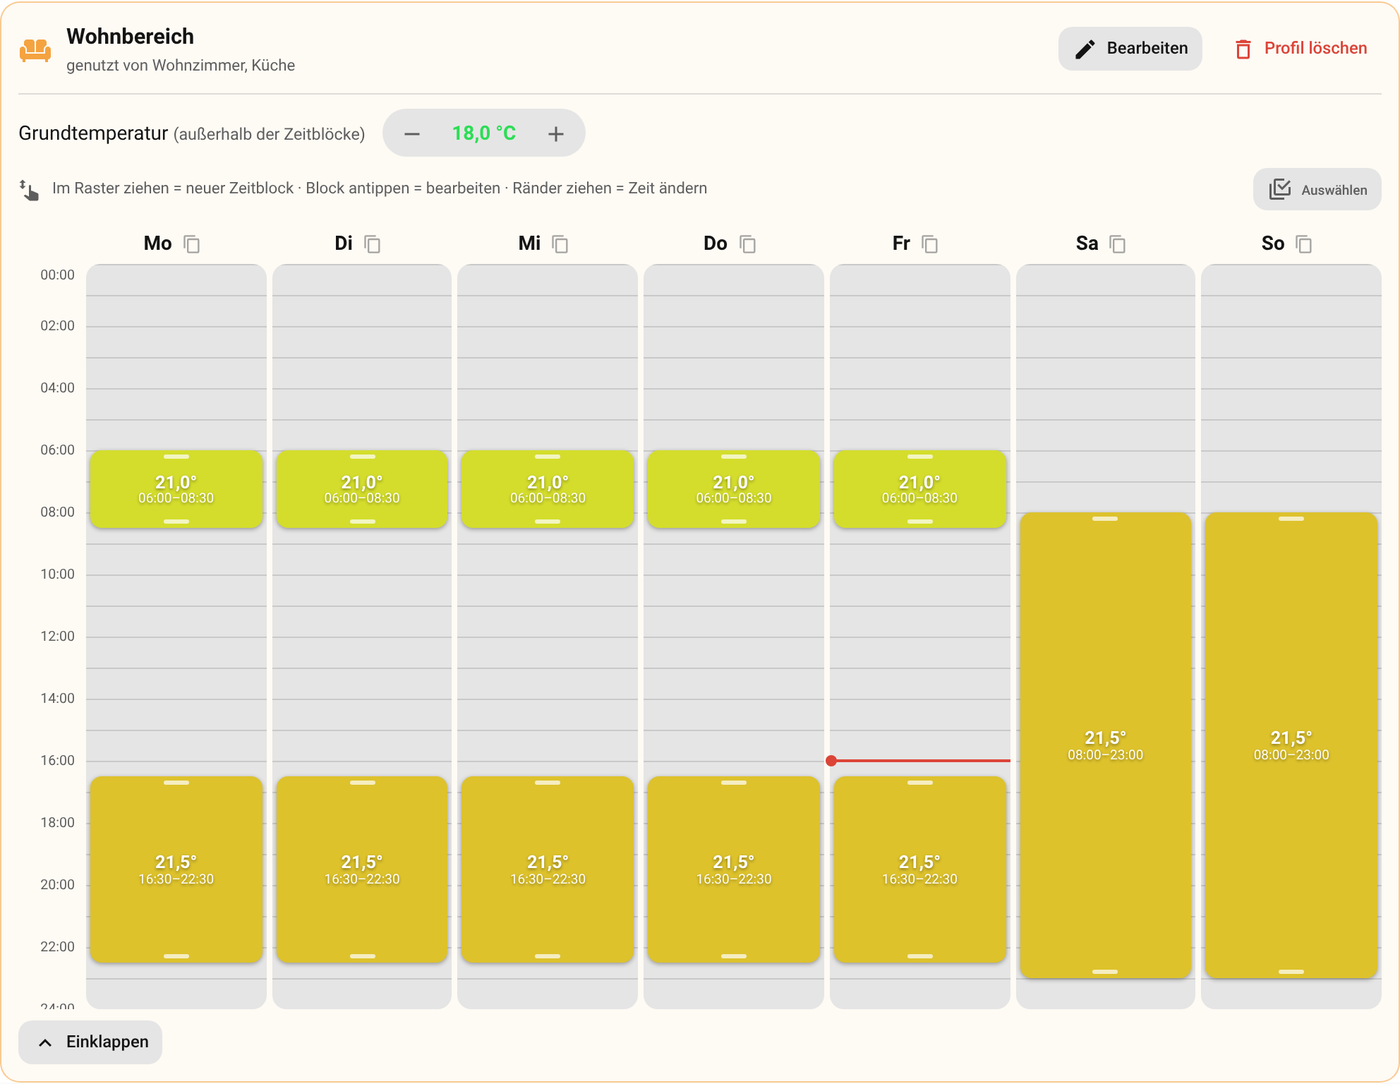 Wohnbereich
genutzt von Wohnzimmer, Küche
Bearbeiten
Profil löschen
Grundtemperatur (außerhalb der Zeitblöcke)
18,0 °C
Im Raster ziehen = neuer Zeitblock · Block antippen = bearbeiten · Ränder ziehen = Zeit ändern
Auswählen
Mo Di Mi Do Fr Sa So
00:00
02:00
04:00
06:00
21,0° 21,0° 21,0° 21,0° 21,0°
06:00–08:30 06:00–08:30 06:00–08:30 06:00–08:30 06:00–08:30
08:00
10:00
12:00
14:00
21,5° 21,5°
08:00–23:00 08:00–23:00
16:00
18:00
21,5° 21,5° 21,5° 21,5° 21,5°
16:30–22:30 16:30–22:30 16:30–22:30 16:30–22:30 16:30–22:30
20:00
22:00
24:00
Einklappen